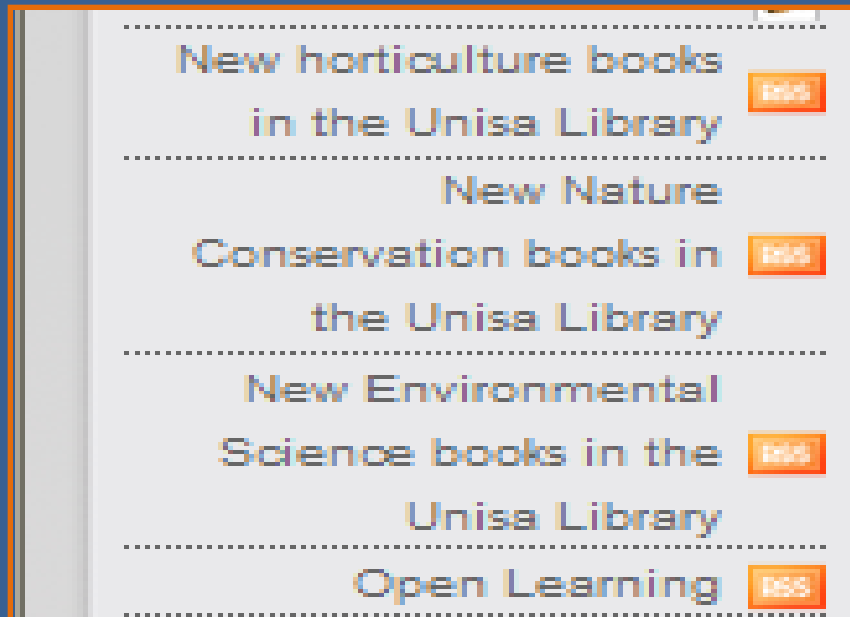 New horticulture books
in the Unisa Library
New Nature
Conservation books in
the Unisa Library
New Environmental
Science books in the
Unisa Library
Open Learning